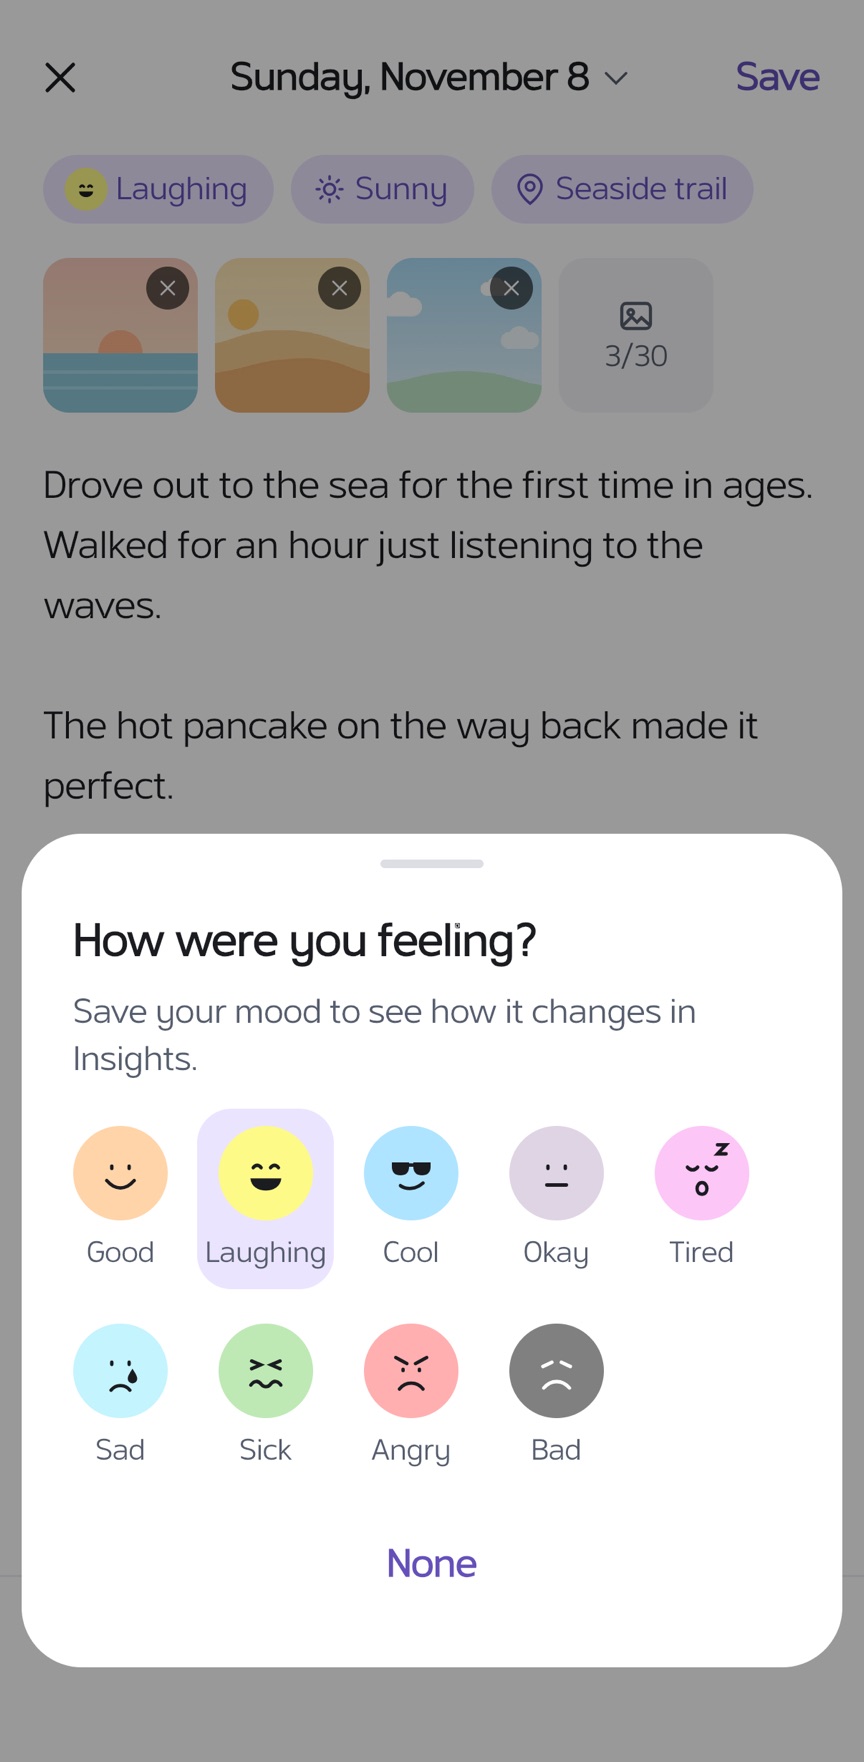 Sunday, November 8
Save
Laughing
Sunny
Seaside trail
3/30
Drove out to the sea for the first time in ages.
Walked for an hour just listening to the
waves.
The hot pancake on the way back made it
perfect.
How were you feeling?
Save your mood to see how it changes in
Insights.
Good
Laughing
Cool
Okay
Tired
Sad
Sick
Angry
Bad
None